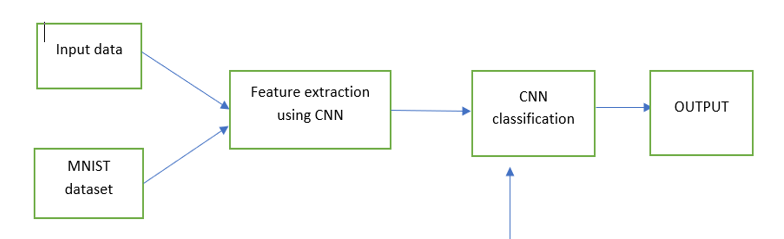 Input data
MNIST
dataset
Feature extraction
using CNN
CNN
classification
OUTPUT